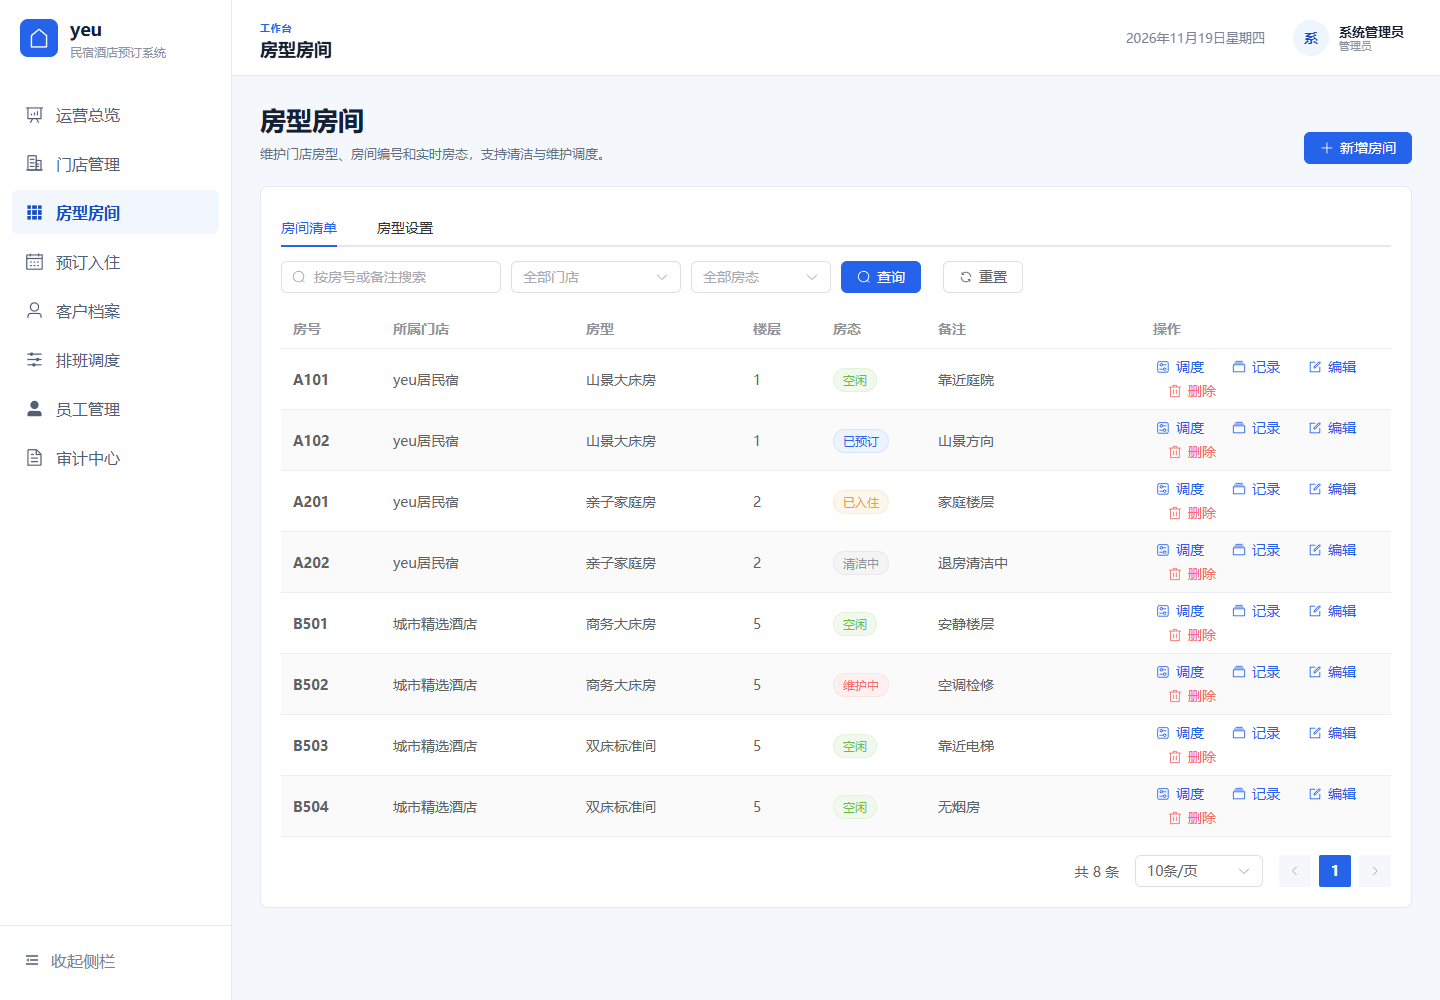 yeu
民宿酒店预订系统
运营总览
门店管理
房型房间
预订入住
客户档案
排班调度
员工管理
审计中心
收起侧栏
工作台
房型房间
2026年11月19日星期四
系
系统管理员
管理员
房型房间
维护门店房型、房间编号和实时房态，支持清洁与维护调度。
新增房间
房间清单 房型设置
按房号或备注搜索 全部门店 全部房态 查询 重置
房号 所属门店 房型 楼层 房态 备注 操作
A101 yeu居民宿 山景大床房 1 空闲 靠近庭院 调度 记录 编辑
删除
A102 yeu居民宿 山景大床房 1 已预订 山景方向 调度 记录 编辑
删除
A201 yeu居民宿 亲子家庭房 2 已入住 家庭楼层 调度 记录 编辑
删除
A202 yeu居民宿 亲子家庭房 2 清洁中 退房清洁中 调度 记录 编辑
删除
B501 城市精选酒店 商务大床房 5 空闲 安静楼层 调度 记录 编辑
删除
B502 城市精选酒店 商务大床房 5 维护中 空调检修 调度 记录 编辑
删除
B503 城市精选酒店 双床标准间 5 空闲 靠近电梯 调度 记录 编辑
删除
B504 城市精选酒店 双床标准间 5 空闲 无烟房 调度 记录 编辑
删除
共 8 条 10条/页 1